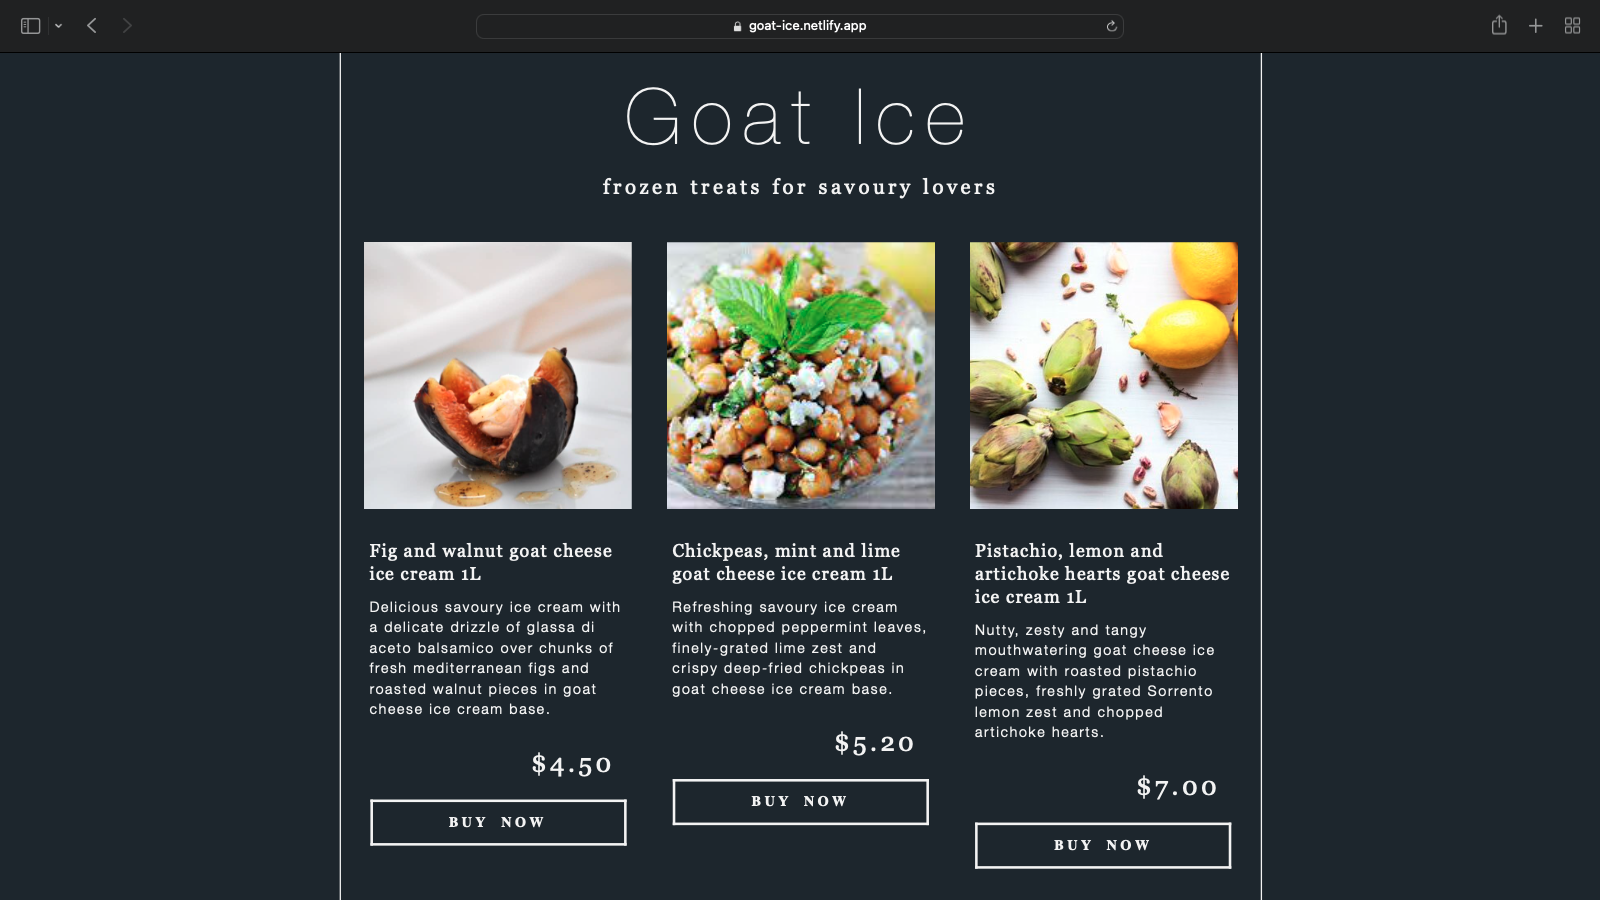 goat-ice.netlify.app
Goat Ice
frozen treats for savoury lovers
Fig and walnut goat cheese
ice cream 1L
Delicious savoury ice cream with
a delicate drizzle of glassa di
aceto balsamico over chunks of
fresh mediterranean figs and
roasted walnut pieces in goat
cheese ice cream base.
$4.50
BUY NOW
Chickpeas, mint and lime
goat cheese ice cream 1L
Refreshing savoury ice cream
with chopped peppermint leaves,
finely-grated lime zest and
crispy deep-fried chickpeas in
goat cheese ice cream base.
$5.20
BUY NOW
Pistachio, lemon and
artichoke hearts goat cheese
ice cream 1L
Nutty, zesty and tangy
mouthwatering goat cheese ice
cream with roasted pistachio
pieces, freshly grated Sorrento
lemon zest and chopped
artichoke hearts.
$7.00
BUY NOW